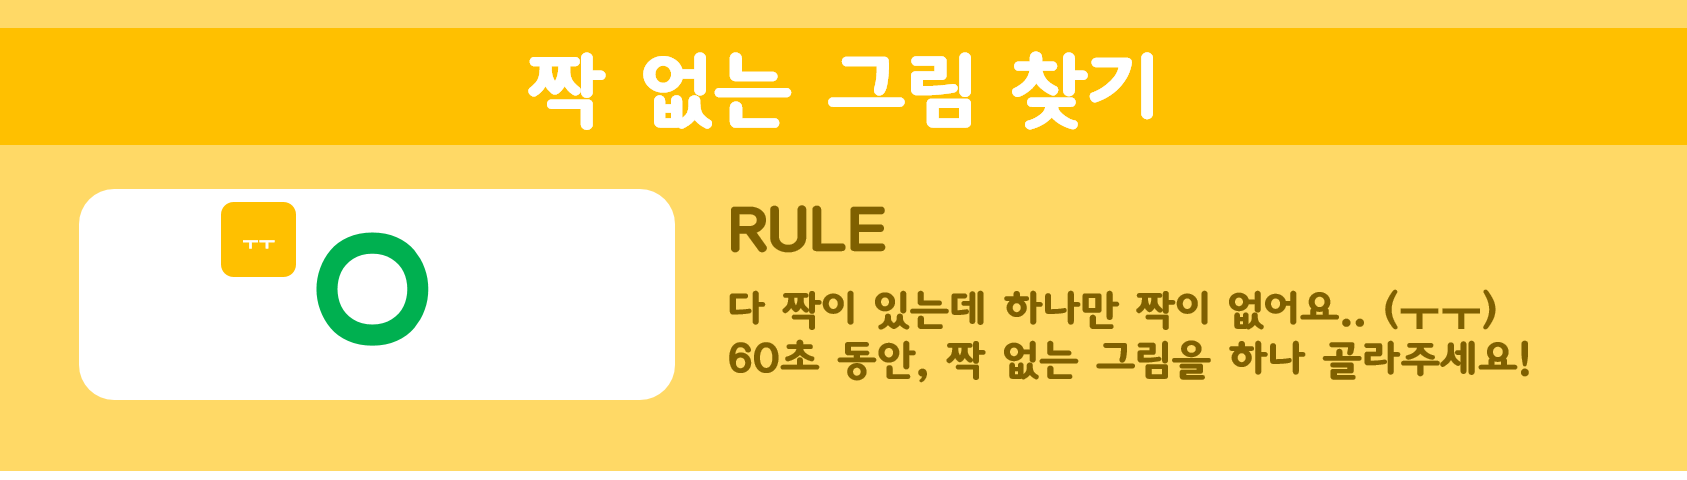 짝 없는 그림 찾기
ㅜㅜ
RULE
다 짝이 있는데 하나만 짝이 없어요.. (ㅜㅜ)
60초 동안, 짝 없는 그림을 하나 골라주세요!